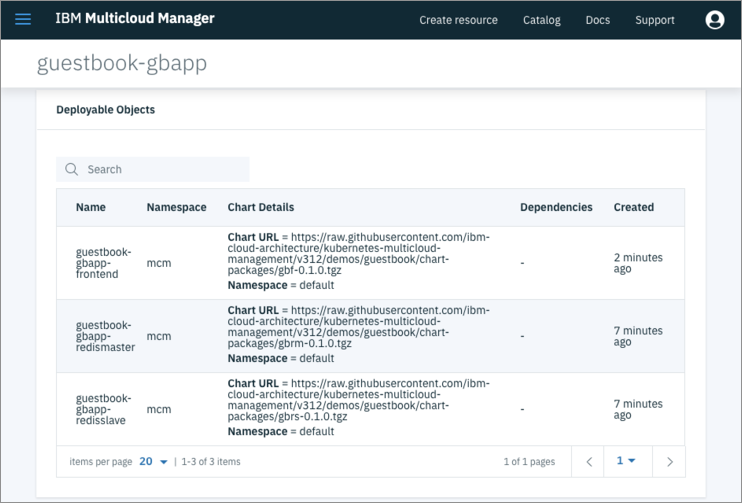 IBM Multicloud Manager
Create resource
Catalog
Docs
Support
guestbook-gbapp
Deployable Objects
Search
Name
Namespace
Chart Details
Dependencies
Created
guestbook-
gbapp-
frontend
mcm
Chart URL = https://raw.githubusercontent.com/ibm-
cloud-architecture/kubernetes-multicloud-
management/v312/demos/guestbook/chart-
packages/gbf-0.1.0.tgz
Namespace = default
-
2 minutes
ago
guestbook-
gbapp-
redismaster
mcm
Chart URL = https://raw.githubusercontent.com/ibm-
cloud-architecture/kubernetes-multicloud-
management/v312/demos/guestbook/chart-
packages/gbrm-0.1.0.tgz
Namespace = default
-
7 minutes
ago
guestbook-
gbapp-
redisslave
mcm
Chart URL = https://raw.githubusercontent.com/ibm-
cloud-architecture/kubernetes-multicloud-
management/v312/demos/guestbook/chart-
packages/gbrs-0.1.0.tgz
Namespace = default
-
7 minutes
ago
items per page 20 | 1-3 of 3 items
1 of 1 pages
1